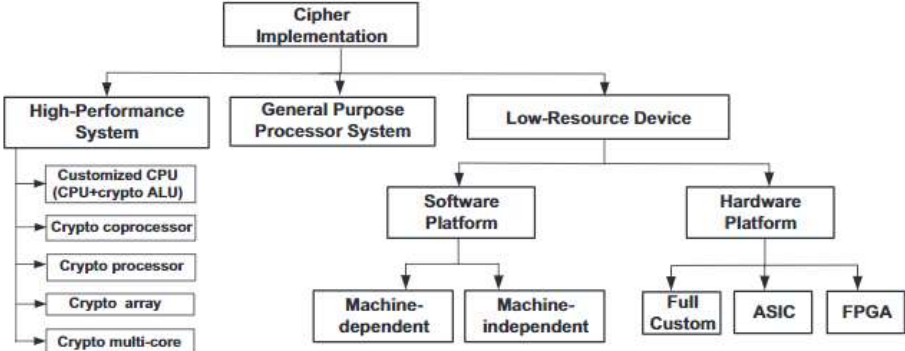 Cipher
Implementation
High-Performance
System
General Purpose
Processor System
Low-Resource Device
Customized CPU
(CPU+crypto ALU)
Crypto coprocessor
Crypto processor
Crypto array
Crypto multi-core
Software
Platform
Hardware
Platform
Machine-
dependent
Machine-
independent
Full
Custom
ASIC
FPGA